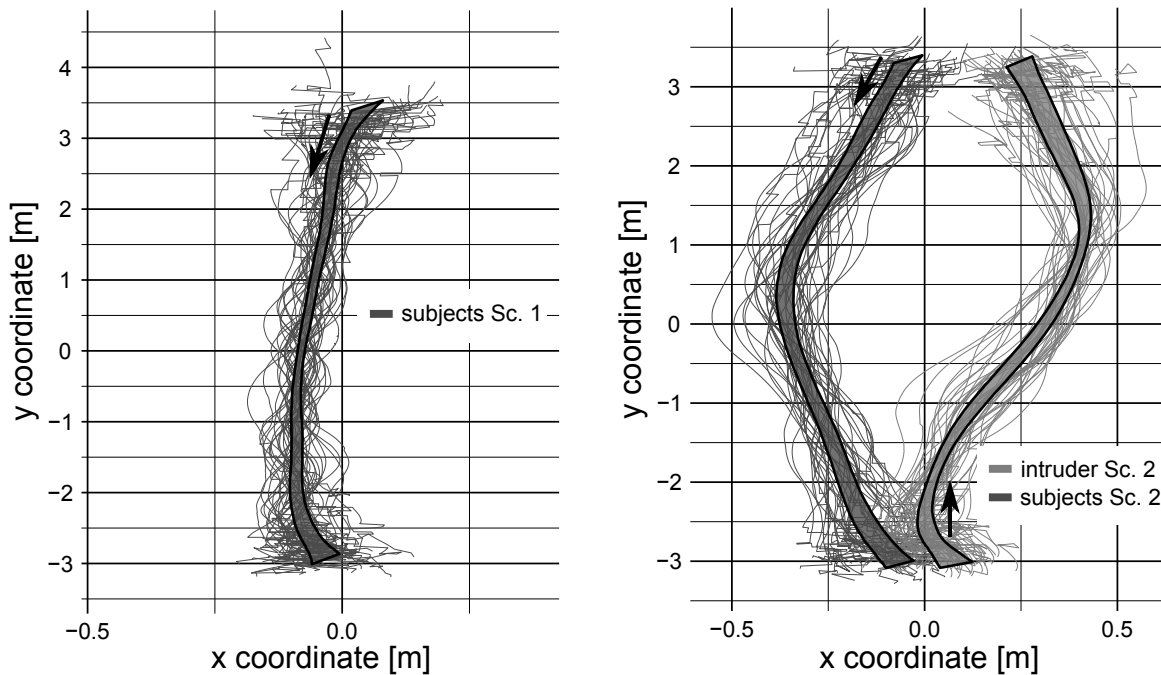 4
3
2
1
0
−1
−2
−3
−0.5
0.0
x coordinate [m]
y coordinate [m]
subjects Sc. 1
3
2
1
0
−1
−2
−3
−0.5
0.0
0.5
x coordinate [m]
y coordinate [m]
intruder Sc. 2
subjects Sc. 2